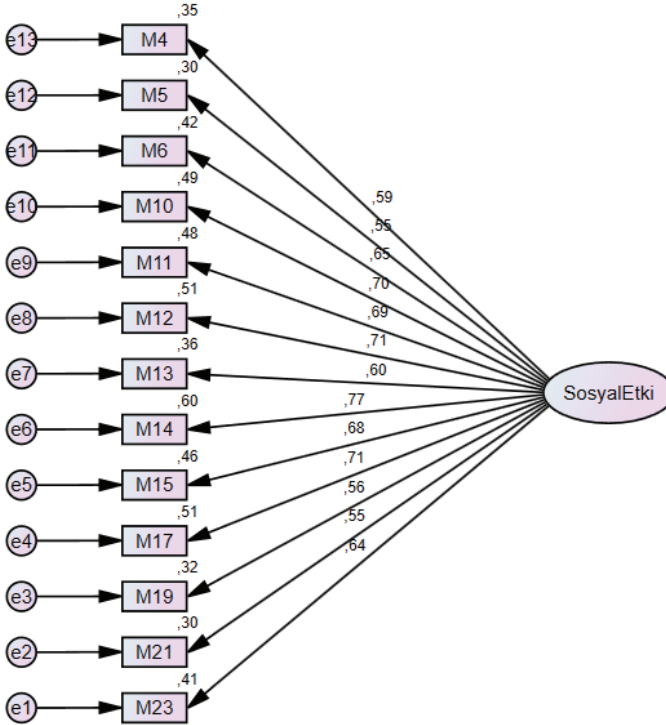 ,35
e13 M4
,30
e12 M5
,42
e11 M6
,49
,59
e10 M10
,55
,48
,65
e9 M11
,70
,51
,69
e8 M12
,71
,36
e7 M13
,60
SosyalEtki
,60
,77
e6 M14
,68
,46
,71
e5 M15
,56
,51
,55
e4 M17
,64
,32
e3 M19
,30
e2 M21
,41
e1 M23